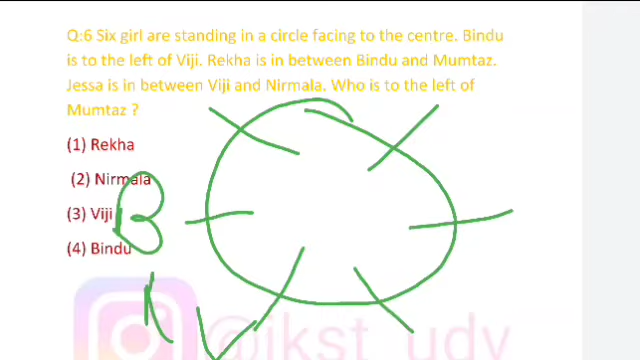 Q:6 Six girl are standing in a circle facing to the centre. Bindu
is to the left of Viji. Rekha is in between Bindu and Mumtaz.
Jessa is in between Viji and Nirmala. Who is to the left of
Mumtaz ?
(1) Rekha
(2) Nirmala
(3) Viji
B
(4) Bindu
V
@jkst_udy